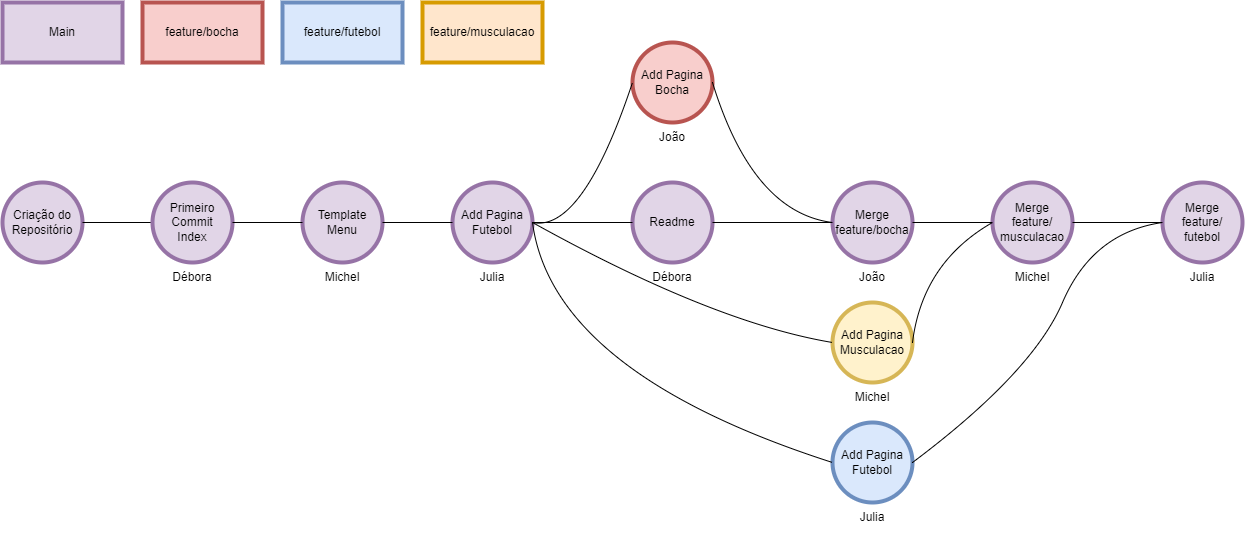 Main
feature/bocha
feature/futebol
feature/musculacao
Add Pagina
Bocha
João
Criação do
Repositório
Primeiro
Commit
Index
Débora
Template
Menu
Michel
Add Pagina
Futebol
Julia
Readme
Débora
Merge
feature/bocha
João
Merge
feature/
musculacao
Michel
Merge
feature/
futebol
Julia
Add Pagina
Musculacao
Michel
Add Pagina
Futebol
Julia